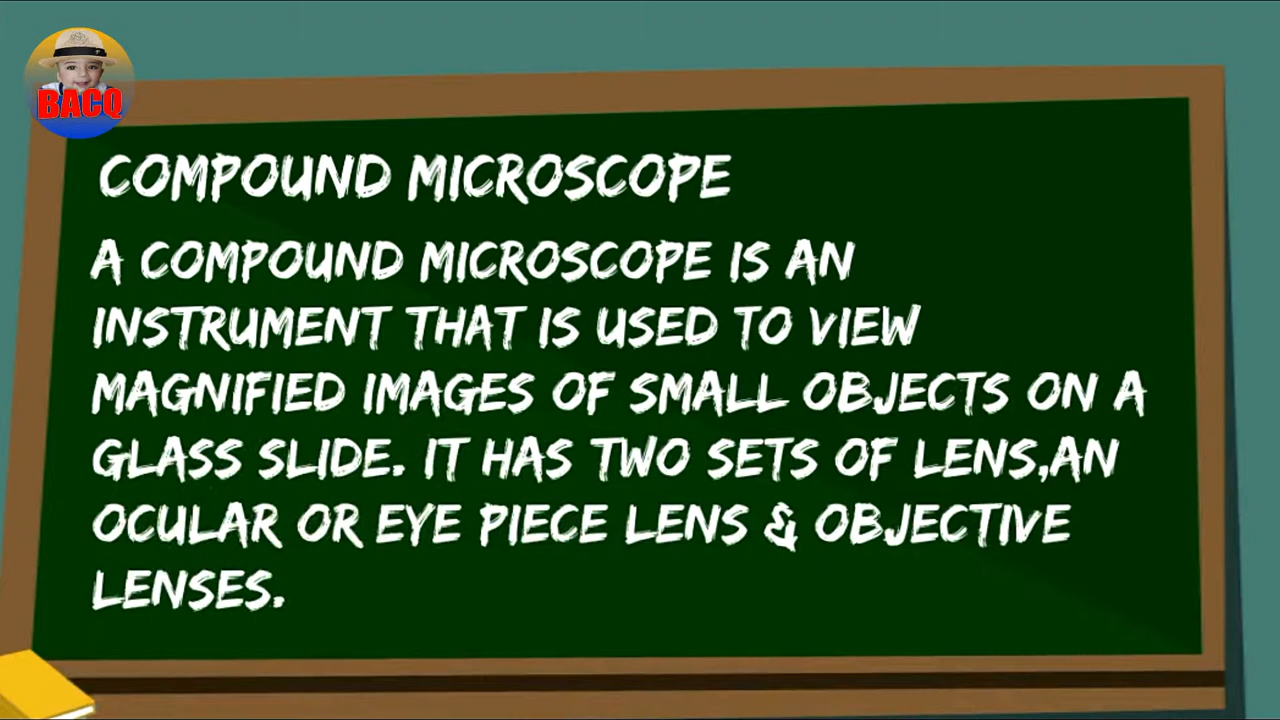 BACQ
COMPOUND MICROSCOPE
A COMPOUND MICROSCOPE IS AN
INSTRUMENT THAT IS USED TO VIEW
MAGNIFIED IMAGES OF SMALL OBJECTS ON A
GLASS SLIDE. IT HAS TWO SETS OF LENS,AN
OCULAR OR EYE PIECE LENS & OBJECTIVE
LENSES.